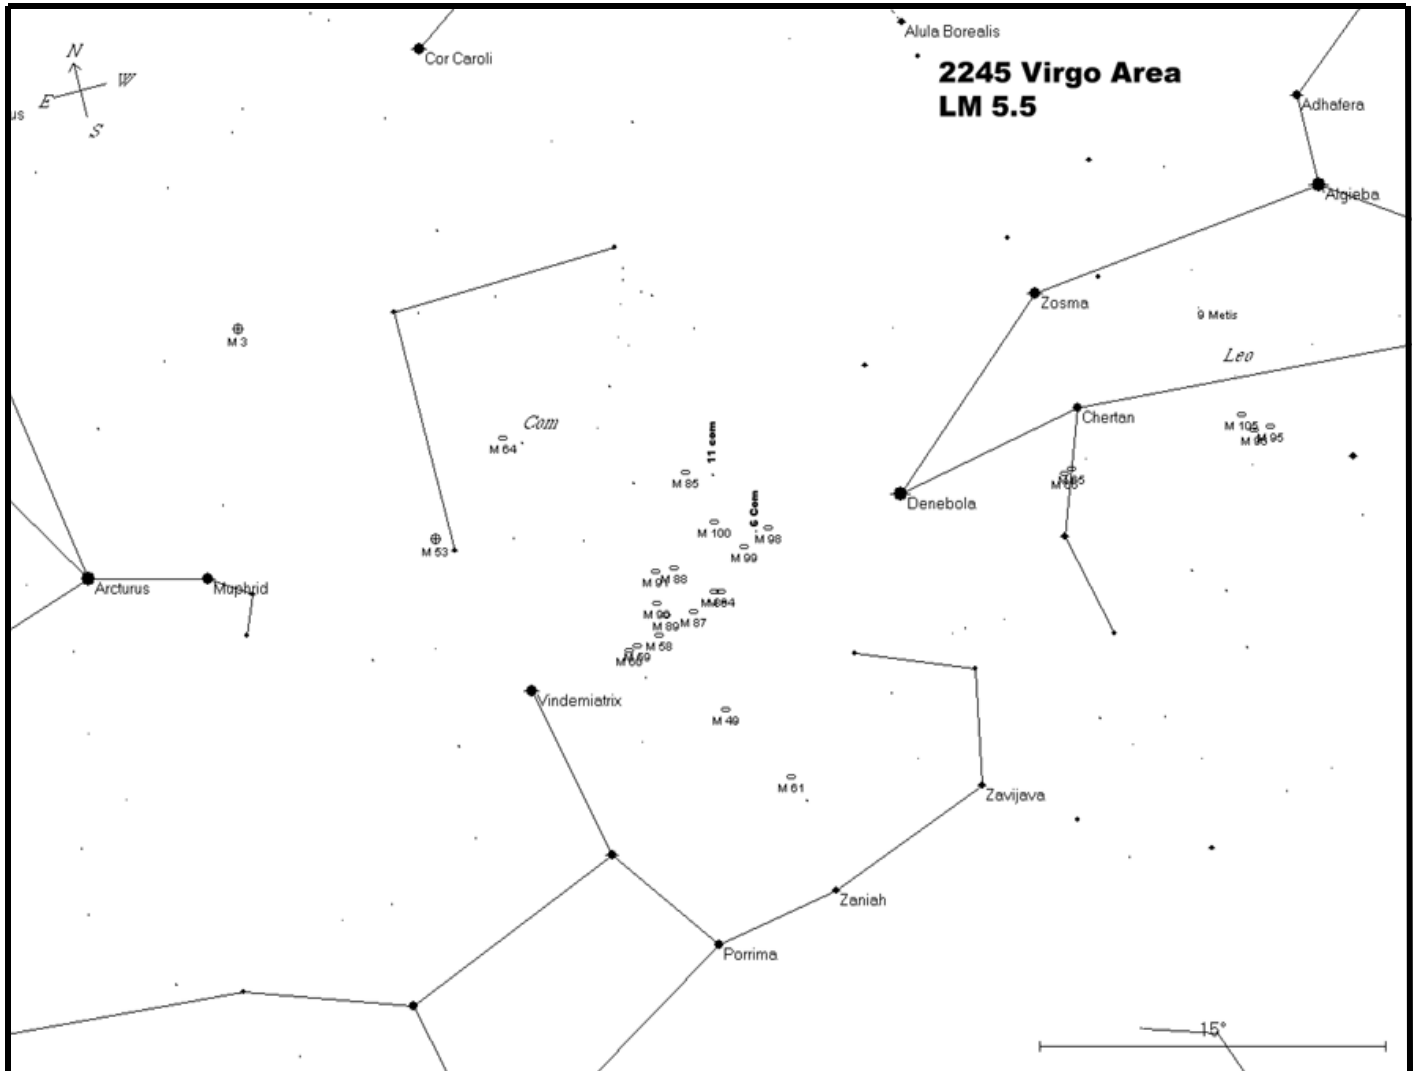 Alula Borealis
N
Cor Caroli
2245 Virgo Area
W
E
LM 5.5
Adhafera
us
S
Algieba
Zosma
9 Metis
M 3
Leo
Chertan
Com
11 com
M 105
M 95
M 64
M 85
Denebola
6 Com
M 100
M 98
M 53
M 99
M 91
M 88
Arcturus
Muphrid
M 90
M 87
M 89
M 58
Vindemiatrix
M 49
M 61
Zavijava
Zaniah
Porrima
15°